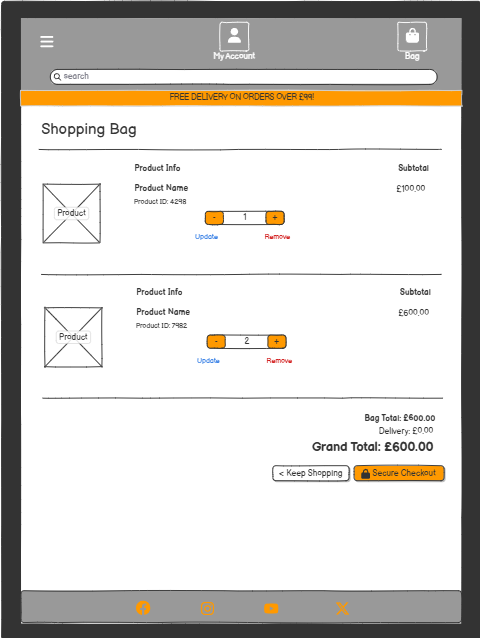 My Account Bag
search
FREE DELIVERY ON ORDERS OVER £99!
Shopping Bag
Product Info Subtotal
Product Name £100.00
Product ID: 4298
Product
- 1 +
Update Remove
Product Info Subtotal
Product Name £600.00
Product ID: 7982
Product
- 2 +
Update Remove
Bag Total: £600.00
Delivery: £0.00
Grand Total: £600.00
< Keep Shopping Secure Checkout